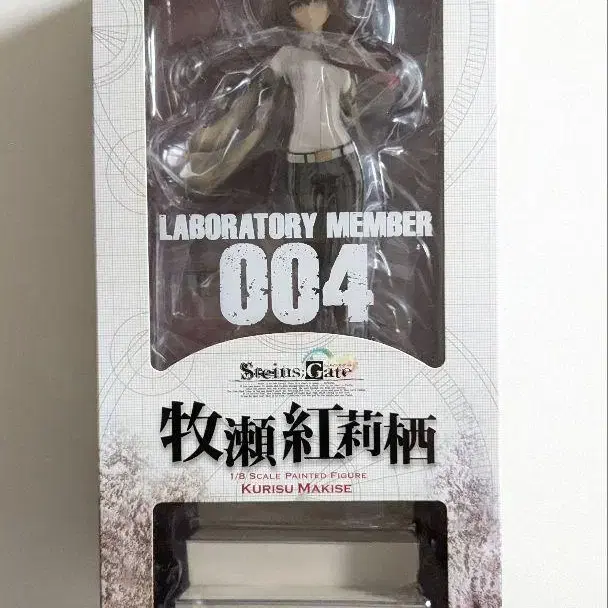 LABORATORY MEMBER
004
Steins;Gate
牧瀬紅莉栖
1/8 SCALE PAINTED FIGURE
KURISU MAKISE